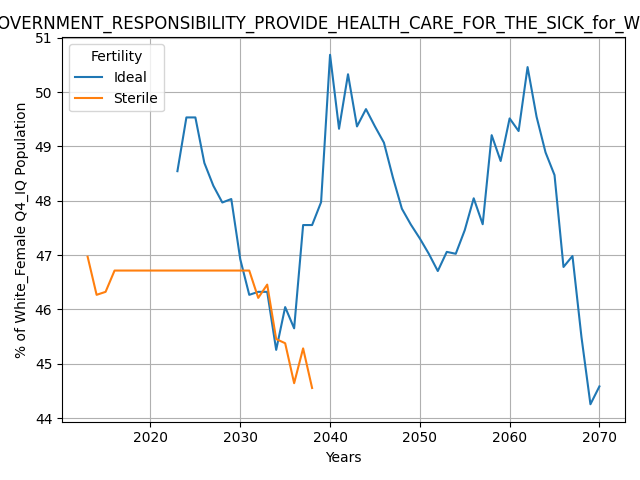 OVERNMENT_RESPONSIBILITY_PROVIDE_HEALTH_CARE_FOR_THE_SICK_for_W
Fertility
Ideal
Sterile
% of White_Female Q4_IQ Population
51
50
49
48
47
46
45
44
2020 2030 2040 2050 2060 2070
Years